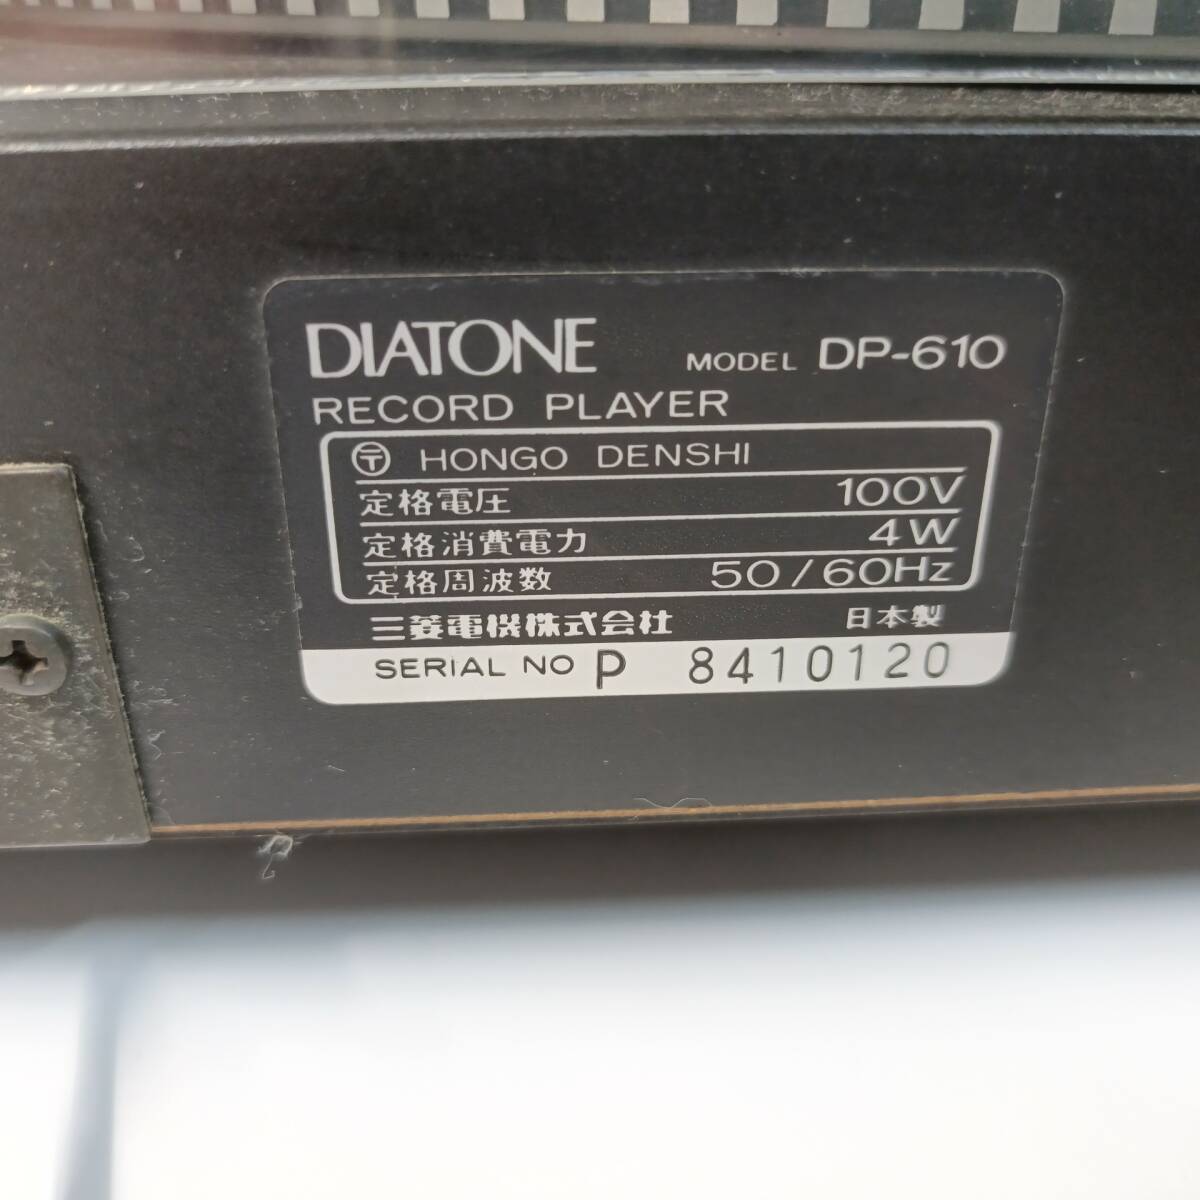 DIATONE MODEL DP-610
RECORD PLAYER
〒 HONGO DENSHI
定格電圧 100V
定格消費電力 4W
定格周波数 50/60Hz
三菱電機株式会社 日本製
SERIAL NO P 8410120